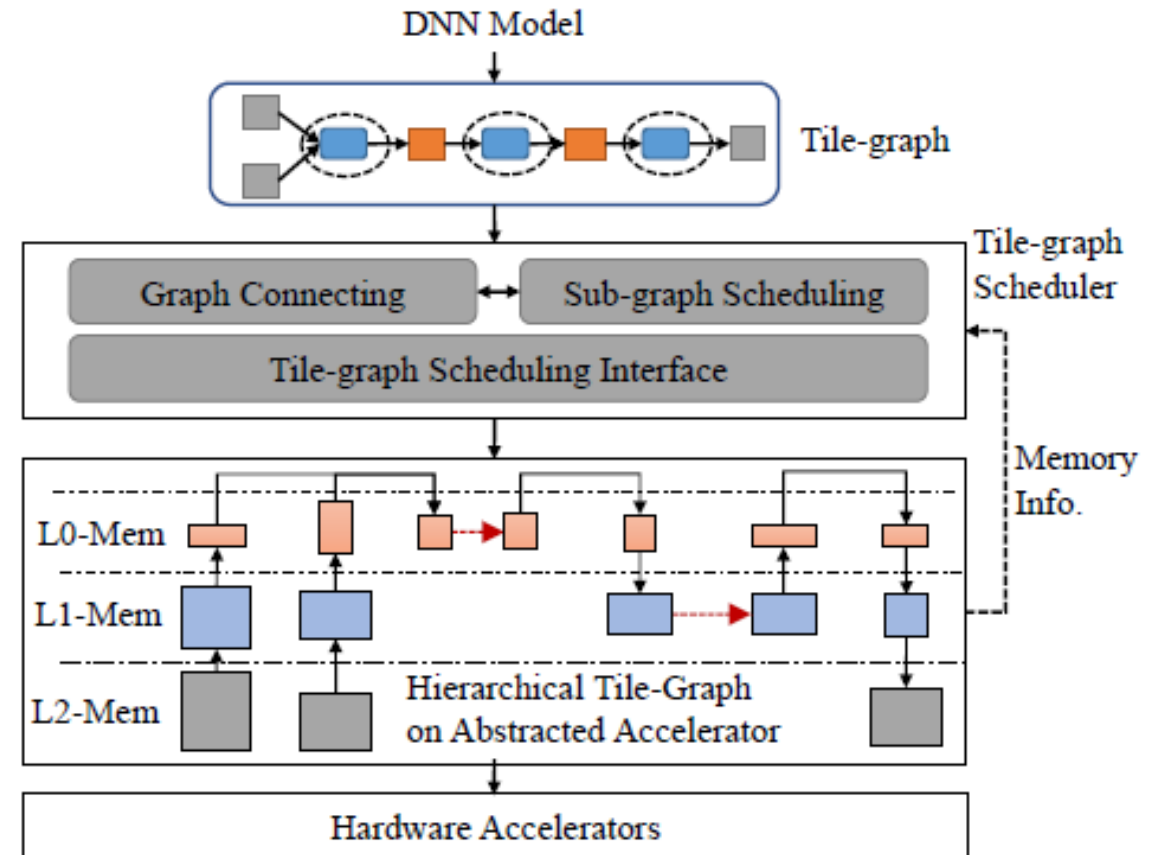 DNN Model
Tile-graph
Tile-graph
Scheduler
Graph Connecting
Sub-graph Scheduling
Tile-graph Scheduling Interface
Memory
Info.
L0-Mem
L1-Mem
L2-Mem
Hierarchical Tile-Graph
on Abstracted Accelerator
Hardware Accelerators